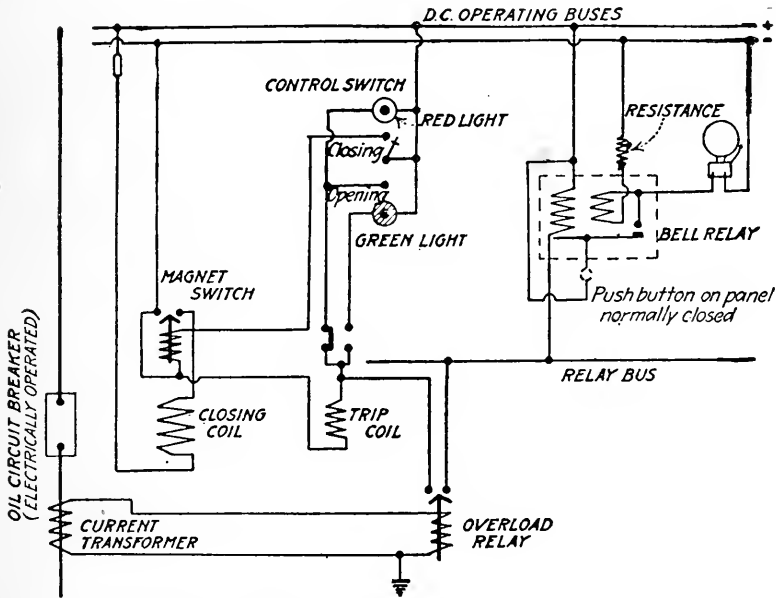 D.C. OPERATING BUSES
+
-
CONTROL SWITCH
RED LIGHT
Closing
Opening
GREEN LIGHT
RESISTANCE
BELL RELAY
Push button on panel
normally closed
MAGNET
SWITCH
RELAY BUS
CLOSING
COIL
TRIP
COIL
OIL CIRCUIT BREAKER
(ELECTRICALLY OPERATED)
CURRENT
TRANSFORMER
OVERLOAD
RELAY